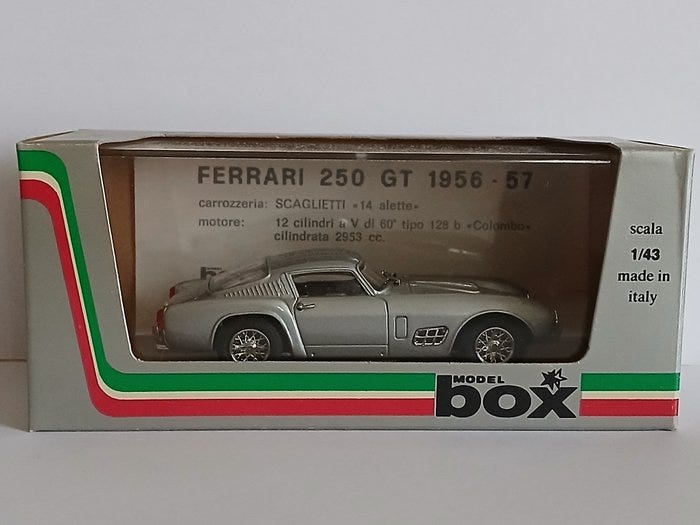 FERRARI 250 GT 1956 - 57
carrozzeria: SCAGLIETTI «14 alette»
motore: 12 cilindri a V di 60° tipo 128 b «Colombo»
cilindrata 2953 cc.
scala
1/43
made in
italy
MODEL
box